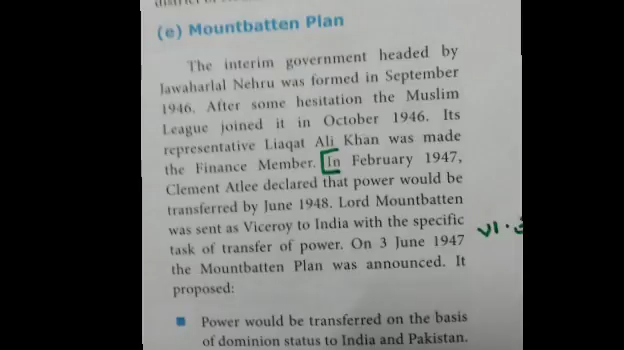 (e) Mountbatten Plan
The interim government headed by
Jawaharlal Nehru was formed in September
1946. After some hesitation the Muslim
League joined it in October 1946. Its
representative Liaqat Ali Khan was made
the Finance Member. In February 1947,
Clement Atlee declared that power would be
transferred by June 1948. Lord Mountbatten
was sent as Viceroy to India with the specific
task of transfer of power. On 3 June 1947
the Mountbatten Plan was announced. It
proposed:
Power would be transferred on the basis
of dominion status to India and Pakistan.